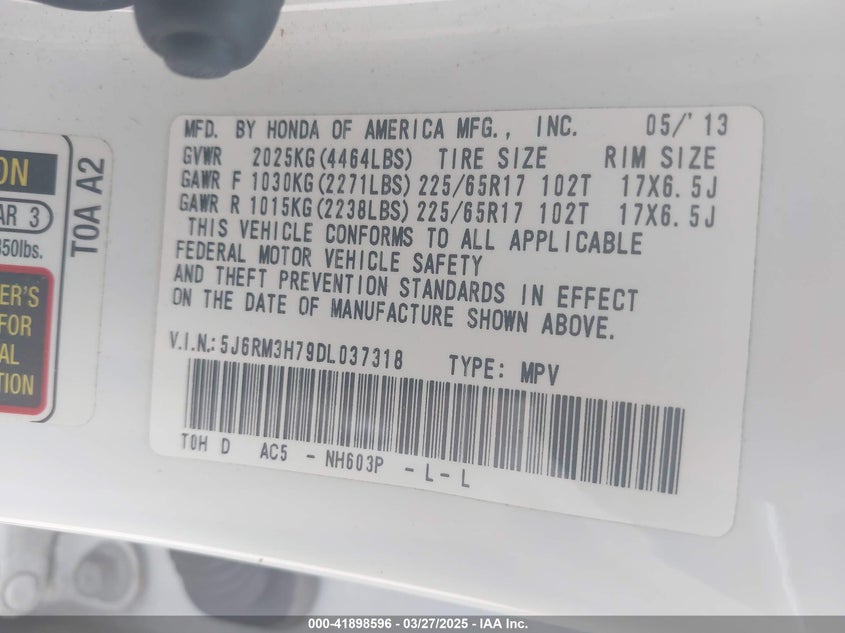 MFD. BY HONDA OF AMERICA MFG., INC. 05/'13
GVWR 2025KG(4464LBS) TIRE SIZE RIM SIZE
GAWR F 1030KG(2271LBS) 225/65R17 102T 17X6.5J
GAWR R 1015KG(2238LBS) 225/65R17 102T 17X6.5J
THIS VEHICLE CONFORMS TO ALL APPLICABLE
FEDERAL MOTOR VEHICLE SAFETY
AND THEFT PREVENTION STANDARDS IN EFFECT
ON THE DATE OF MANUFACTURE SHOWN ABOVE.
V.I.N.: 5J6RM3H79DL037318 TYPE: MPV
T0H D AC5 - NH603P - L - L
ON
AR 3
850lbs.
T0A A2
ER'S
FOR
AL
TION
000-41898596 - 03/27/2025 - IAA Inc.